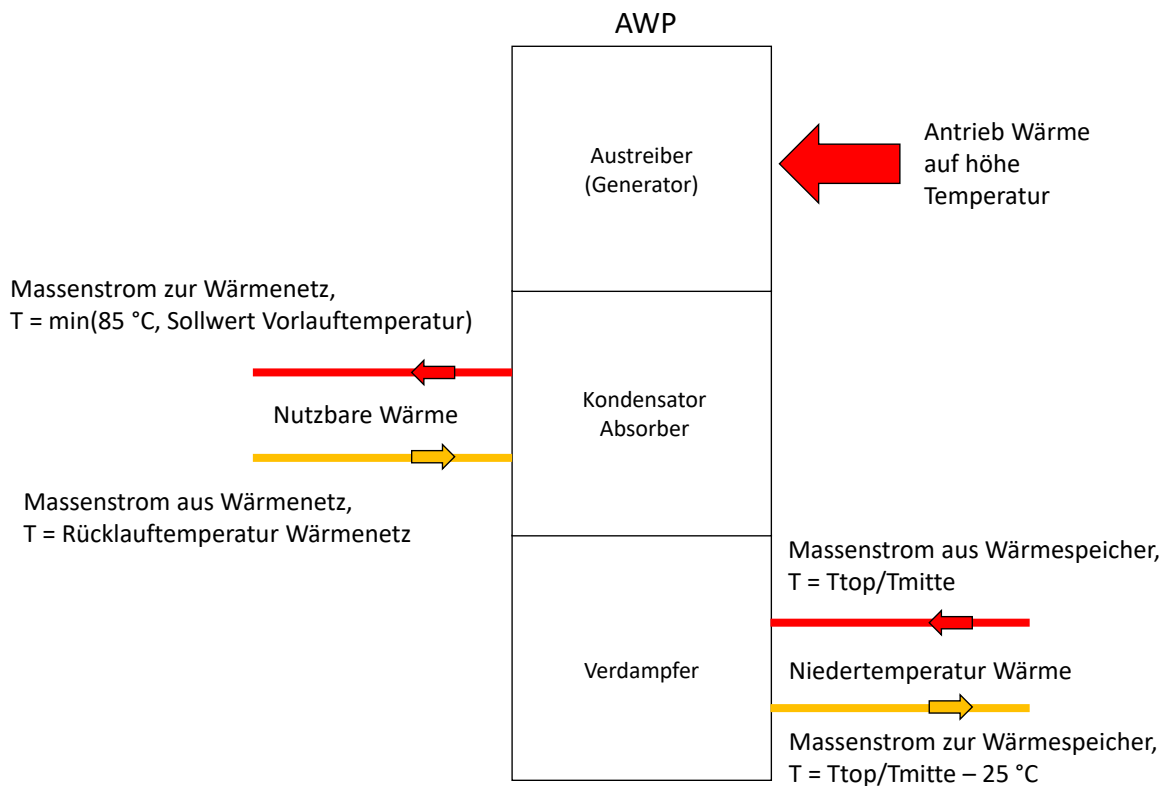 AWP
Austreiber
(Generator)
Antrieb Wärme
auf höhe
Temperatur
Massenstrom zur Wärmenetz,
T = min(85 °C, Sollwert Vorlauftemperatur)
Nutzbare Wärme
Kondensator
Absorber
Massenstrom aus Wärmenetz,
T = Rücklauftemperatur Wärmenetz
Massenstrom aus Wärmespeicher,
T = Ttop/Tmitte
Verdampfer
Niedertemperatur Wärme
Massenstrom zur Wärmespeicher,
T = Ttop/Tmitte – 25 °C